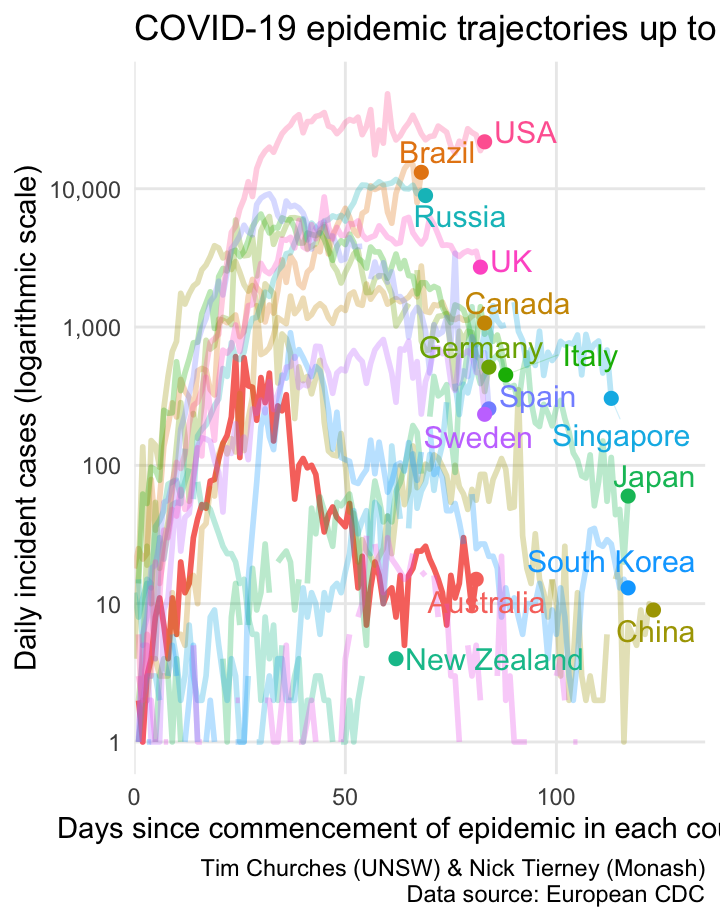 COVID-19 epidemic trajectories up to
Daily incident cases (logarithmic scale)
10,000
1,000
100
10
1
USA
Brazil
Russia
UK
Canada
Germany
Italy
Spain
Sweden
Singapore
Japan
South Korea
Australia
China
New Zealand
0 50 100
Days since commencement of epidemic in each cou
Tim Churches (UNSW) & Nick Tierney (Monash)
Data source: European CDC